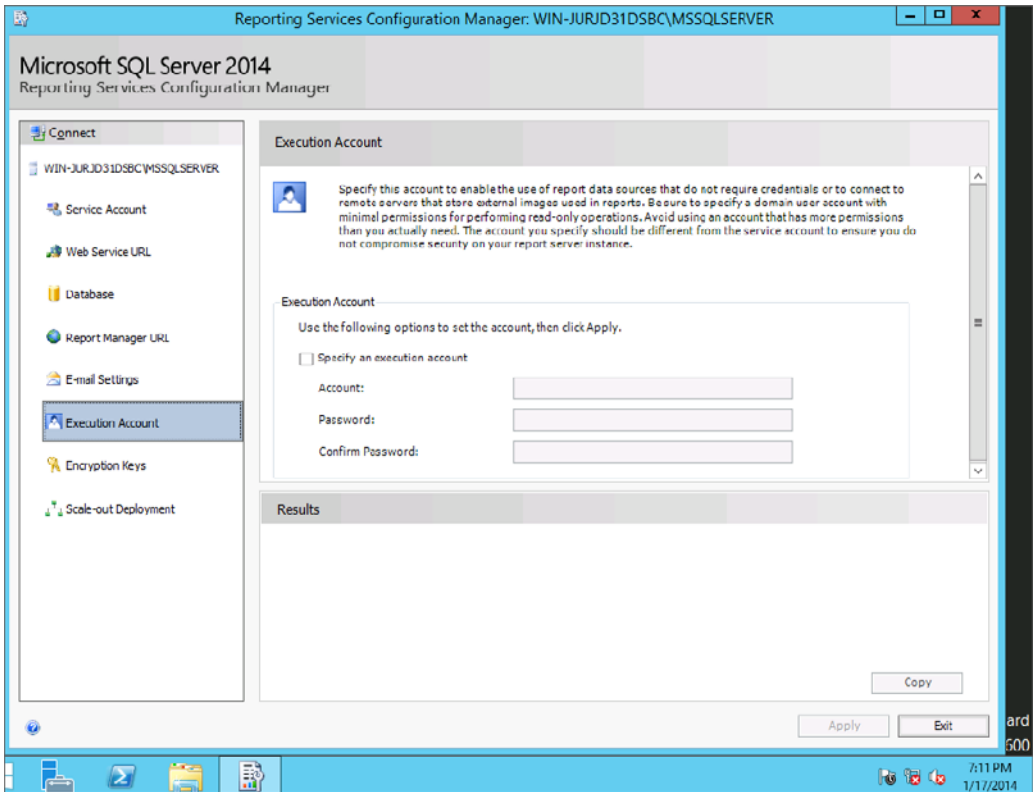 Reporting Services Configuration Manager: WIN-JURJD31DSBC\MSSQLSERVER
Microsoft SQL Server 2014
Reporting Services Configuration Manager
Connect
WIN-JURJD31DSBC\MSSQLSERVER
Service Account
Web Service URL
Database
Report Manager URL
E-mail Settings
Execution Account
Encryption Keys
Scale-out Deployment
Execution Account
Specify this account to enable the use of report data sources that do not require credentials or to connect to
remote servers that store external images used in reports. Be sure to specify a domain user account with
minimal permissions for performing read-only operations. Avoid using an account that has more permissions
than you actually need. The account you specify should be different from the service account to ensure you do
not compromise security on your report server instance.
Execution Account
Use the following options to set the account, then click Apply.
Specify an execution account
Account:
Password:
Confirm Password:
Results
Copy
Apply
Exit
ard
600
7:11 PM
1/17/2014